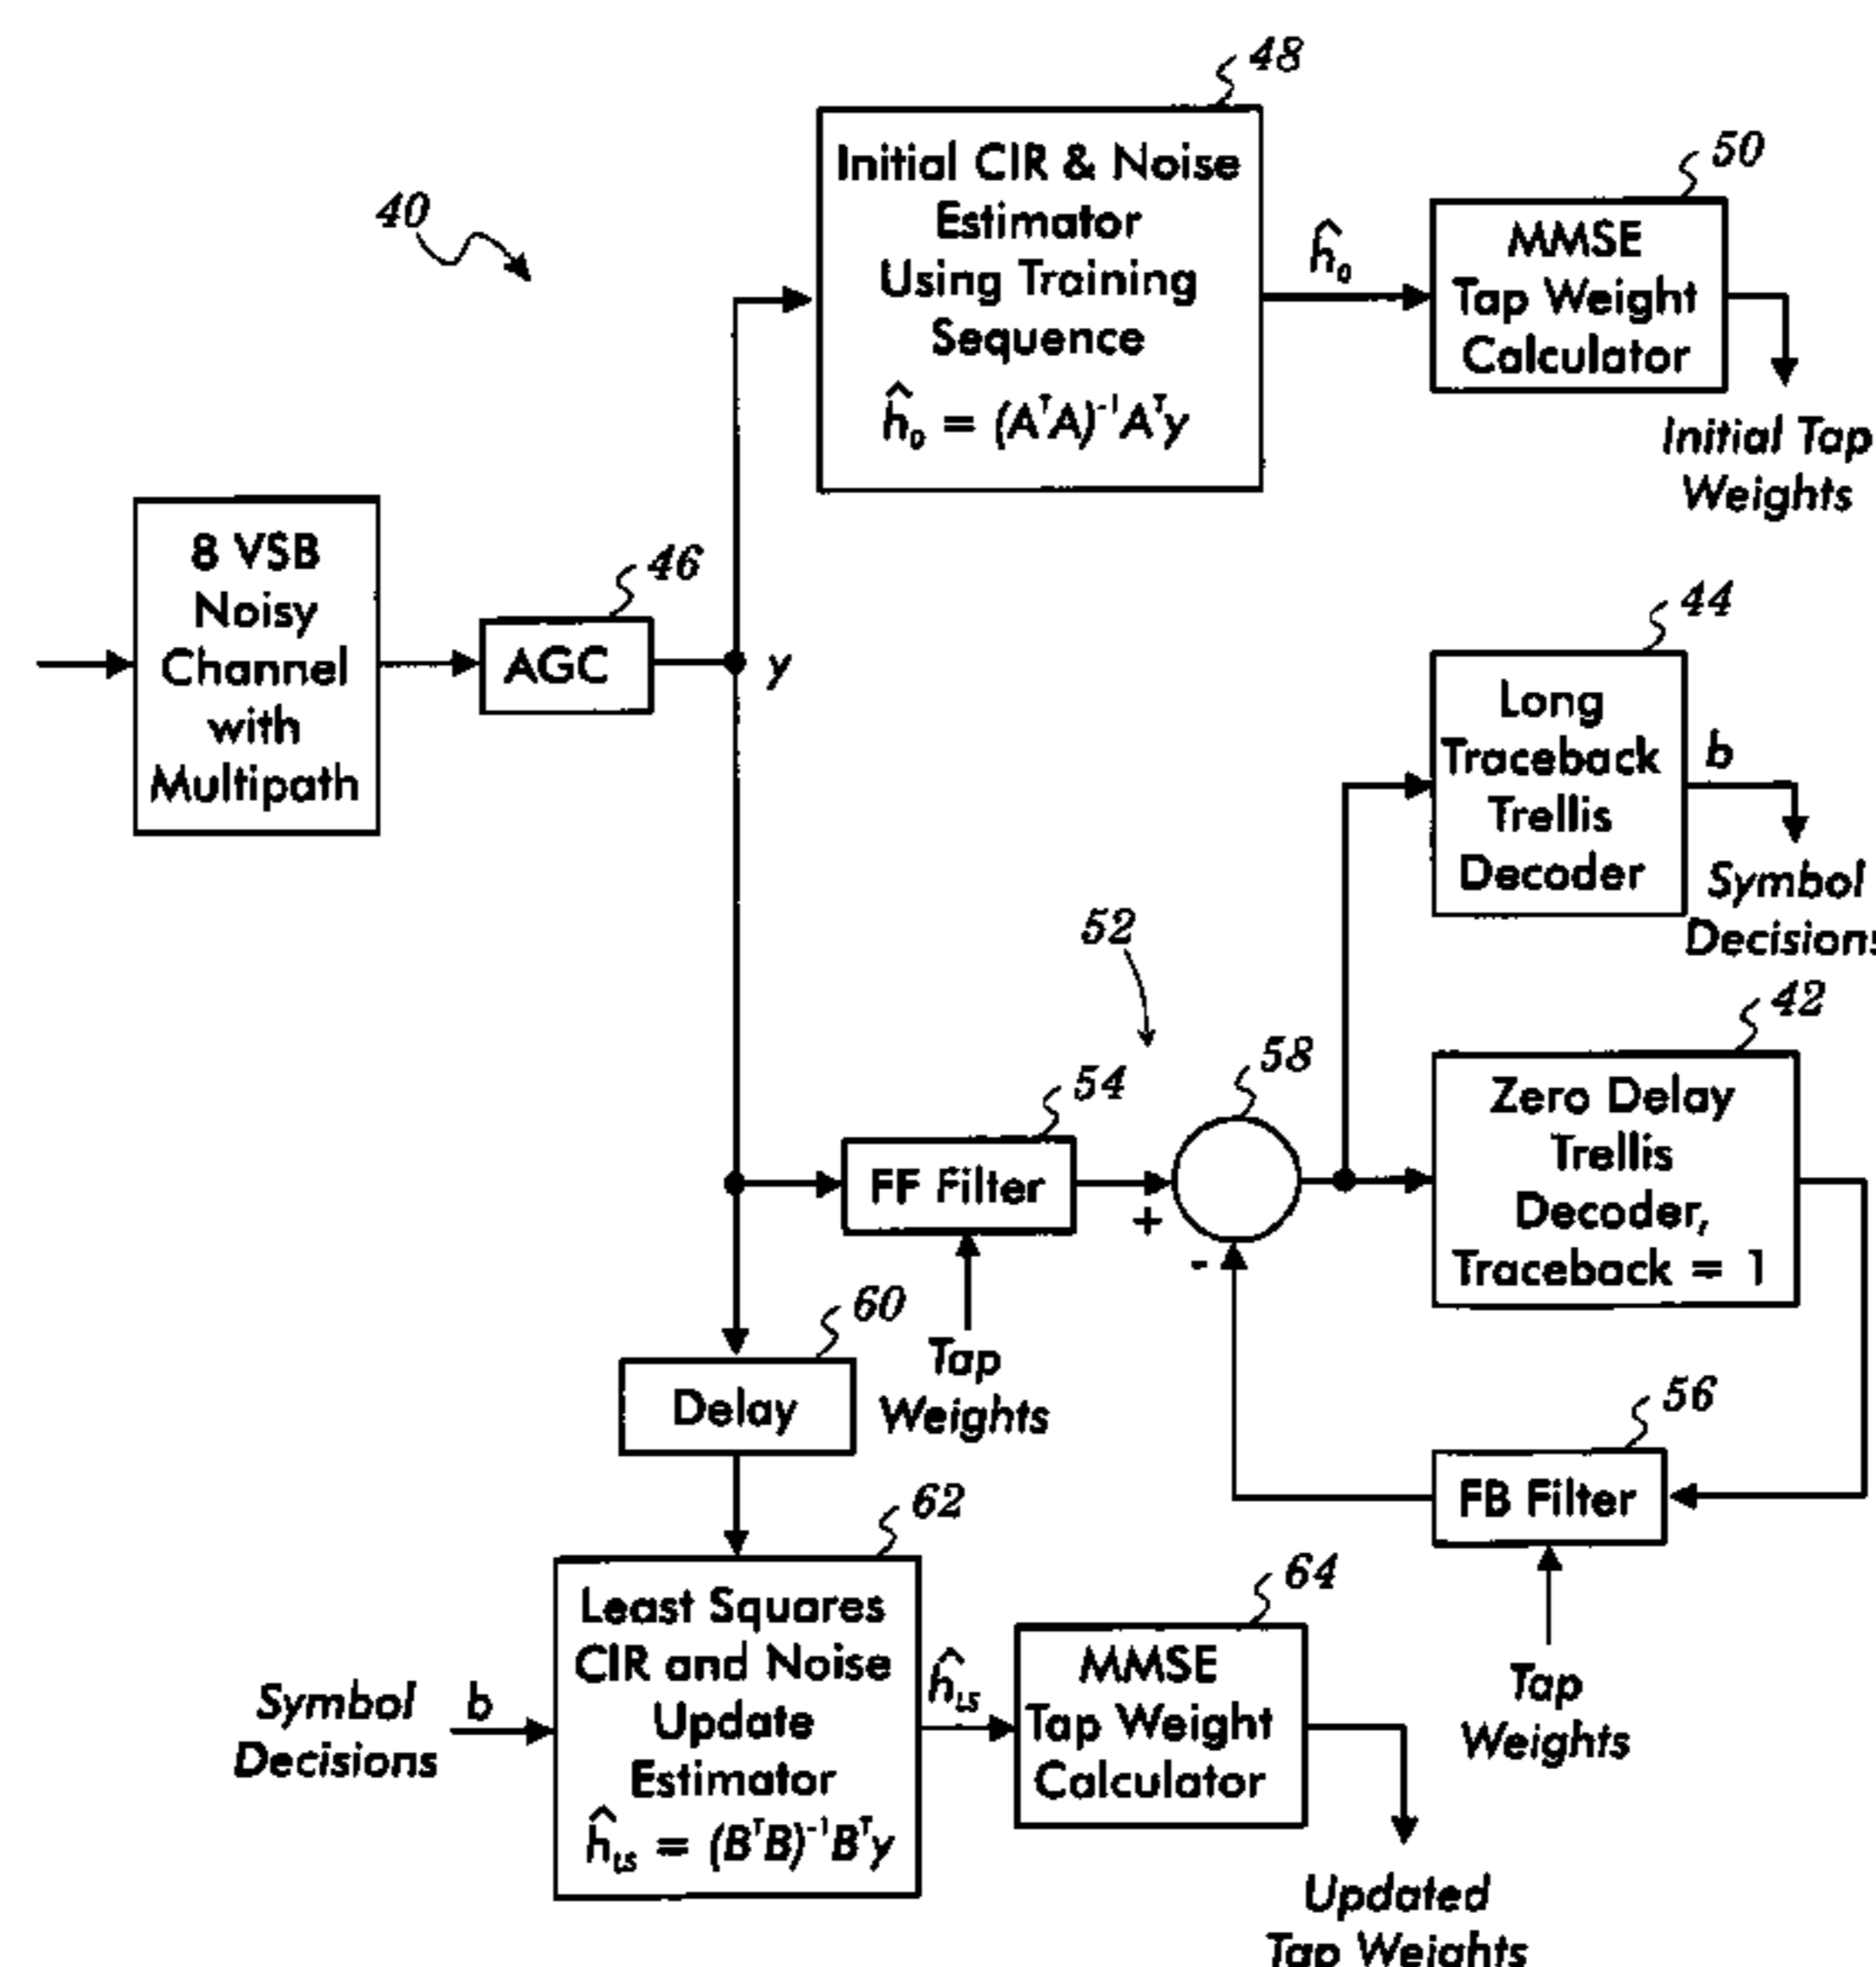 48
Initial CIR & Noise
Estimator
Using Training
Sequence
ĥ₀ = (AᵀA)⁻¹Aᵀy
ĥ₀
50
MMSE
Tap Weight
Calculator
Initial Tap
Weights
40
8 VSB
Noisy
Channel
with
Multipath
46
AGC
y
44
Long
Traceback
Trellis
Decoder
b
Symbol
Decisions
52
42
Zero Delay
Trellis
Decoder,
Traceback = 1
58
+
-
54
FF Filter
Tap
Weights
60
Delay
56
FB Filter
Tap
Weights
62
Least Squares
CIR and Noise
Update
Estimator
ĥLS = (BᵀB)⁻¹Bᵀy
Symbol
Decisions
b
ĥLS
64
MMSE
Tap Weight
Calculator
Updated
Tap Weights